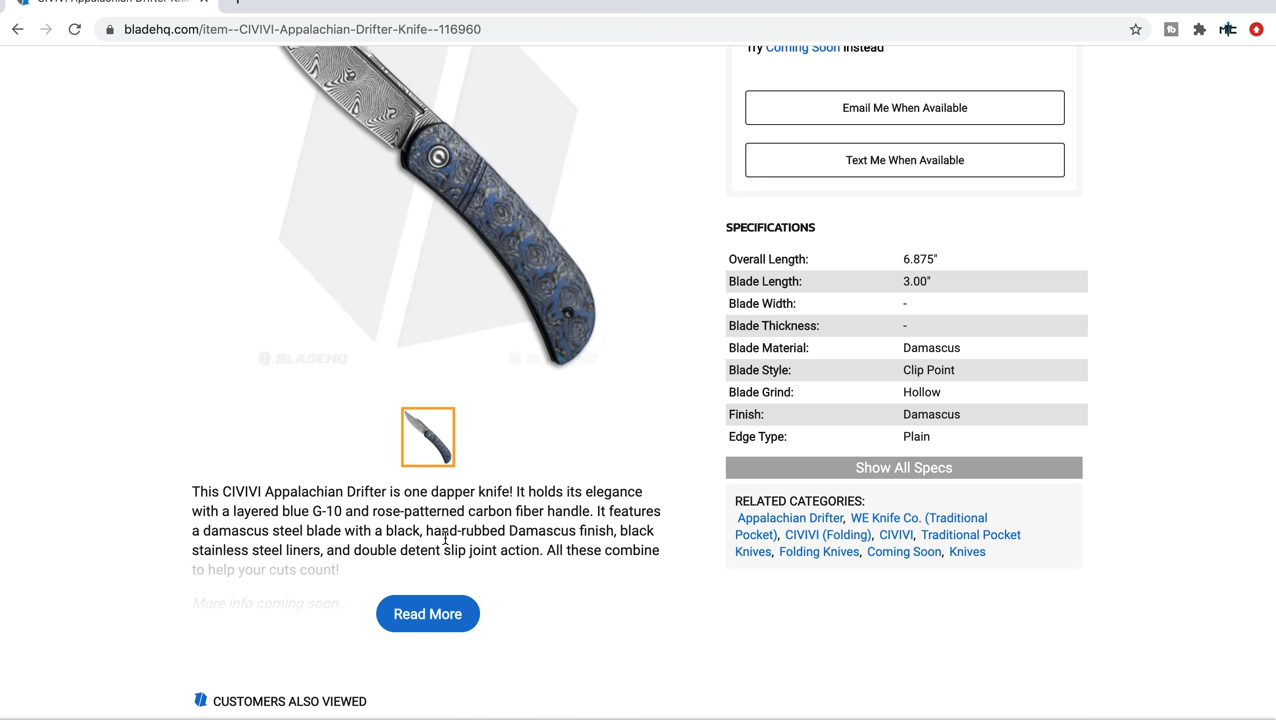 CIVIVI Appalachian Drifter Kni
bladehq.com/item--CIVIVI-Appalachian-Drifter-Knife--116960
Try Coming Soon Instead
Email Me When Available
Text Me When Available
SPECIFICATIONS
Overall Length: 6.875"
Blade Length: 3.00"
Blade Width: -
Blade Thickness: -
Blade Material: Damascus
Blade Style: Clip Point
Blade Grind: Hollow
Finish: Damascus
Edge Type: Plain
Show All Specs
RELATED CATEGORIES:
Appalachian Drifter, WE Knife Co. (Traditional
Pocket), CIVIVI (Folding), CIVIVI, Traditional Pocket
Knives, Folding Knives, Coming Soon, Knives
BLADEHQ
This CIVIVI Appalachian Drifter is one dapper knife! It holds its elegance
with a layered blue G-10 and rose-patterned carbon fiber handle. It features
a damascus steel blade with a black, hand-rubbed Damascus finish, black
stainless steel liners, and double detent slip joint action. All these combine
to help your cuts count!
More info coming soon...
Read More
CUSTOMERS ALSO VIEWED